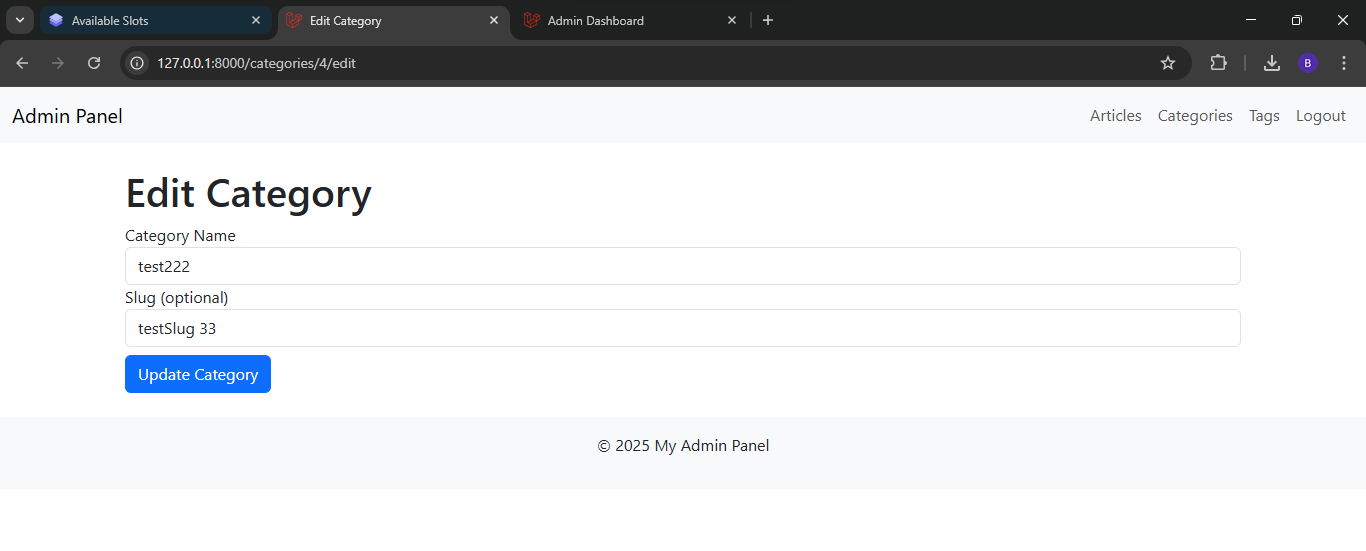 Available Slots
Edit Category
Admin Dashboard
127.0.0.1:8000/categories/4/edit
B
Admin Panel
Articles Categories Tags Logout
Edit Category
Category Name
test222
Slug (optional)
testSlug 33
Update Category
© 2025 My Admin Panel